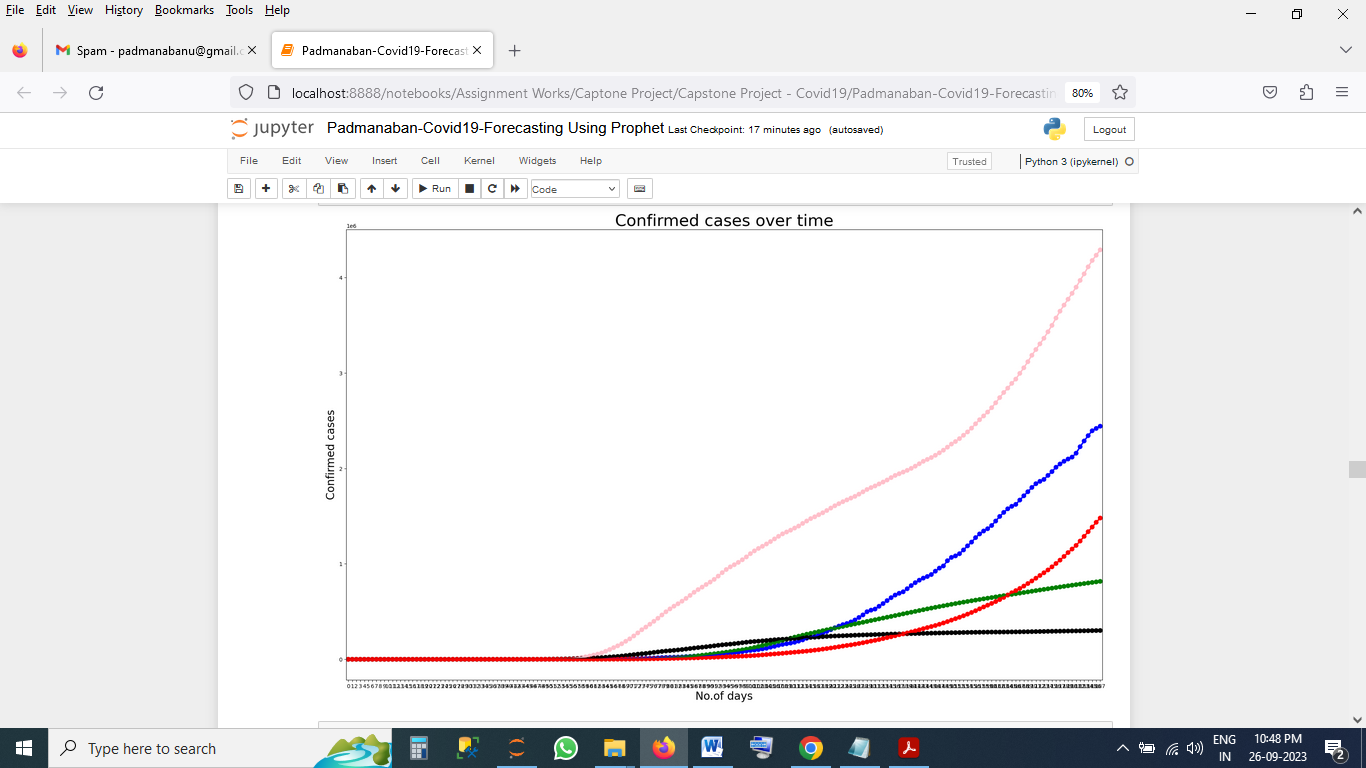 File Edit View History Bookmarks Tools Help
Spam - padmanabanu@gmail.c
Padmanaban-Covid19-Forecast
localhost:8888/notebooks/Assignment Works/Captone Project/Capstone Project - Covid19/Padmanaban-Covid19-Forecastin
80%
jupyter Padmanaban-Covid19-Forecasting Using Prophet Last Checkpoint: 17 minutes ago (autosaved)
Logout
File Edit View Insert Cell Kernel Widgets Help
Trusted
Python 3 (ipykernel)
Run
Code
Confirmed cases over time
1e6
4
3
2
1
0
Confirmed cases
No.of days
Type here to search
ENG
IN
10:48 PM
26-09-2023
2